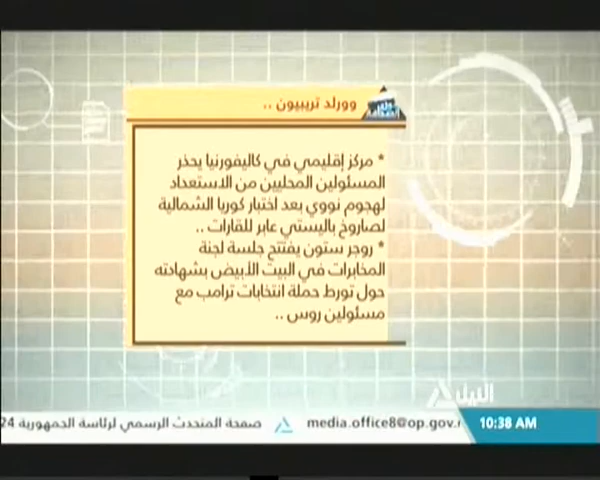 وورلد تريبيون ..
* مركز إقليمي في كاليفورنيا يحذر
المسئولين المحليين من الاستعداد
لهجوم نووي بعد اختبار كوريا الشمالية
لصاروخ باليستي عابر للقارات ..
* روجر ستون يفتتح جلسة لجنة
المخابرات في البيت الأبيض بشهادته
حول تورط حملة انتخابات ترامب مع
مسئولين روس ..
النيل
10:38 AM
media.office8@op.gov.
صفحة المتحدث الرسمي لرئاسة الجمهورية 24